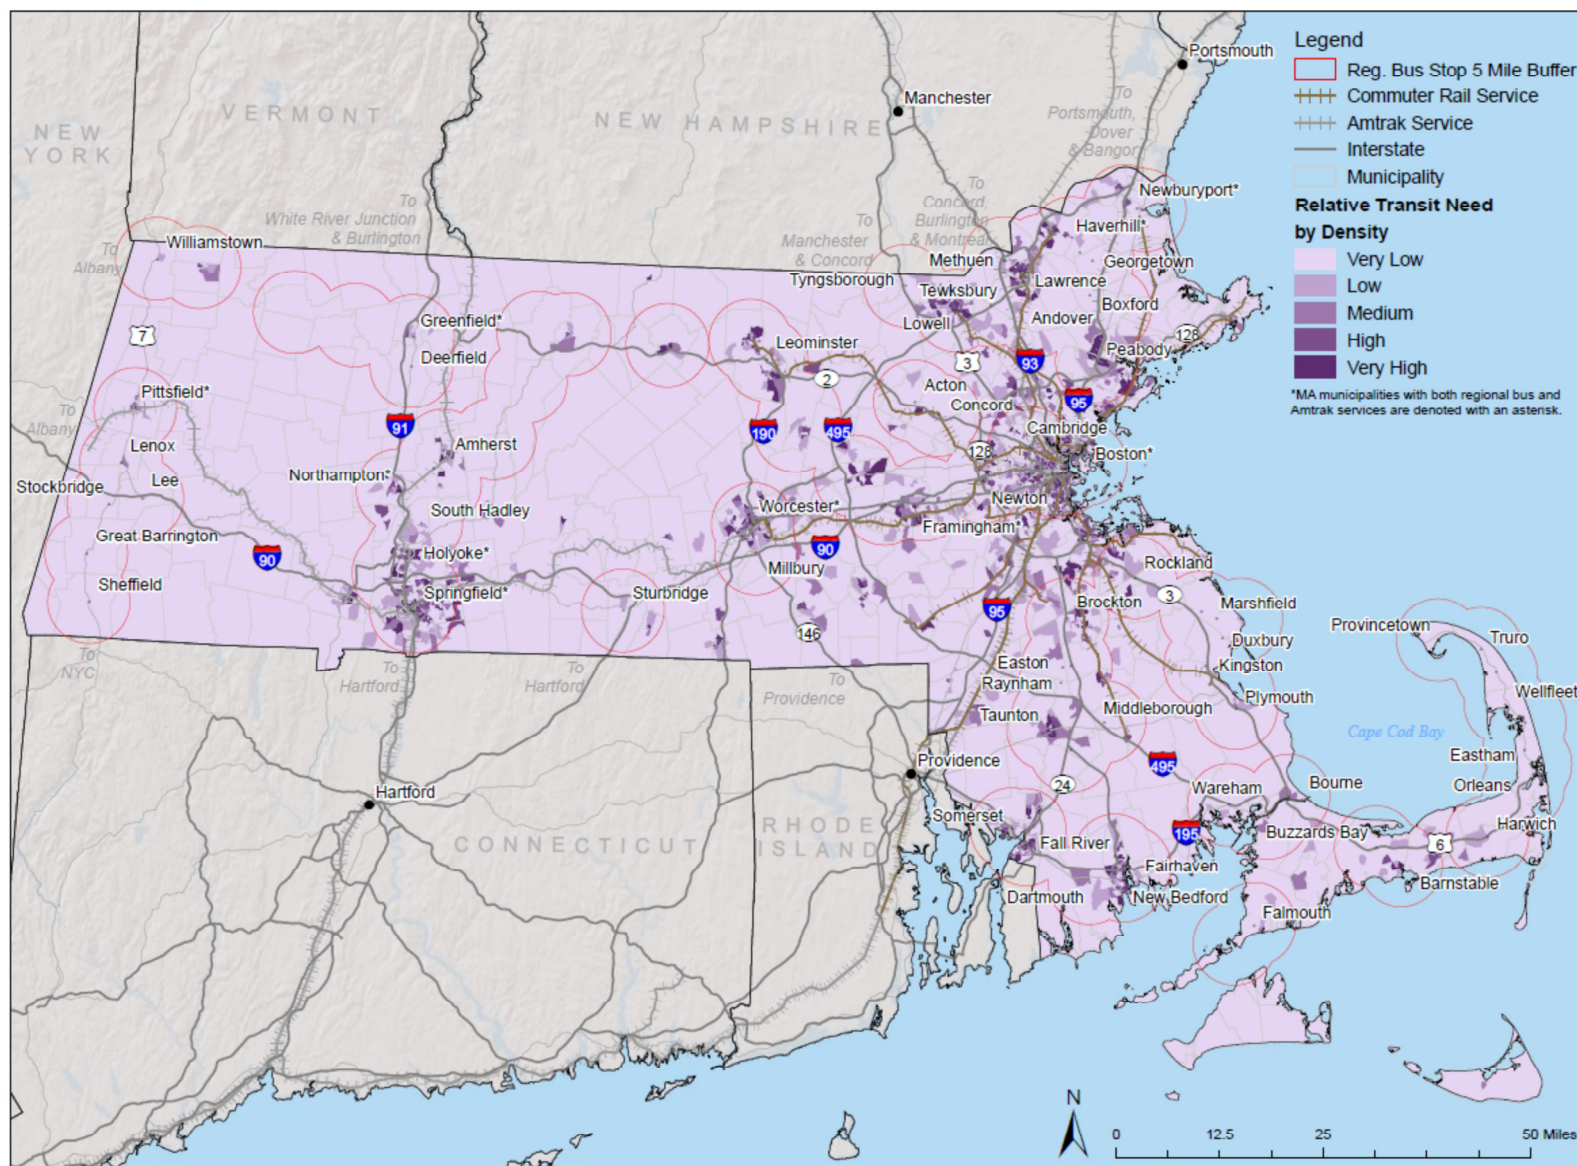 Portsmouth
Manchester
VERMONT
NEW HAMPSHIRE
NEW
YORK
To
Portsmouth,
Dover
& Bangor
To
White River Junction
& Burlington
To
Albany
To
Manchester
& Concord
To
Concord,
Burlington
& Montreal
Legend
Reg. Bus Stop 5 Mile Buffer
Commuter Rail Service
Amtrak Service
Interstate
Municipality
Relative Transit Need
by Density
Very Low
Low
Medium
High
Very High
*MA municipalities with both regional bus and
Amtrak services are denoted with an asterisk.
Williamstown
Newburyport*
Haverhill*
Methuen
Georgetown
Tyngsborough
Tewksbury
Lawrence
Boxford
Lowell
Andover
128
7
Greenfield*
Deerfield
Leominster
3
93
Peabody
2
Acton
95
Pittsfield*
Concord
To
Albany
91
190
495
Cambridge
Lenox
Amherst
128
Boston*
Northampton*
Lee
Stockbridge
South Hadley
Worcester*
Newton
Framingham*
Great Barrington
90
Holyoke*
90
Millbury
Rockland
Sheffield
Springfield*
Sturbridge
95
Brockton
3
Marshfield
146
Provincetown
Truro
Duxbury
To
NYC
To
Hartford
To
Hartford
To
Providence
Easton
Kingston
Raynham
Wellfleet
Plymouth
Taunton
Middleborough
Cape Cod Bay
Providence
495
Eastham
Hartford
24
Wareham
Bourne
Orleans
Somerset
RHODE
ISLAND
CONNECTICUT
195
Buzzards Bay
Harwich
Fall River
6
Fairhaven
Barnstable
Dartmouth
New Bedford
Falmouth
N
0
12.5
25
50 Miles